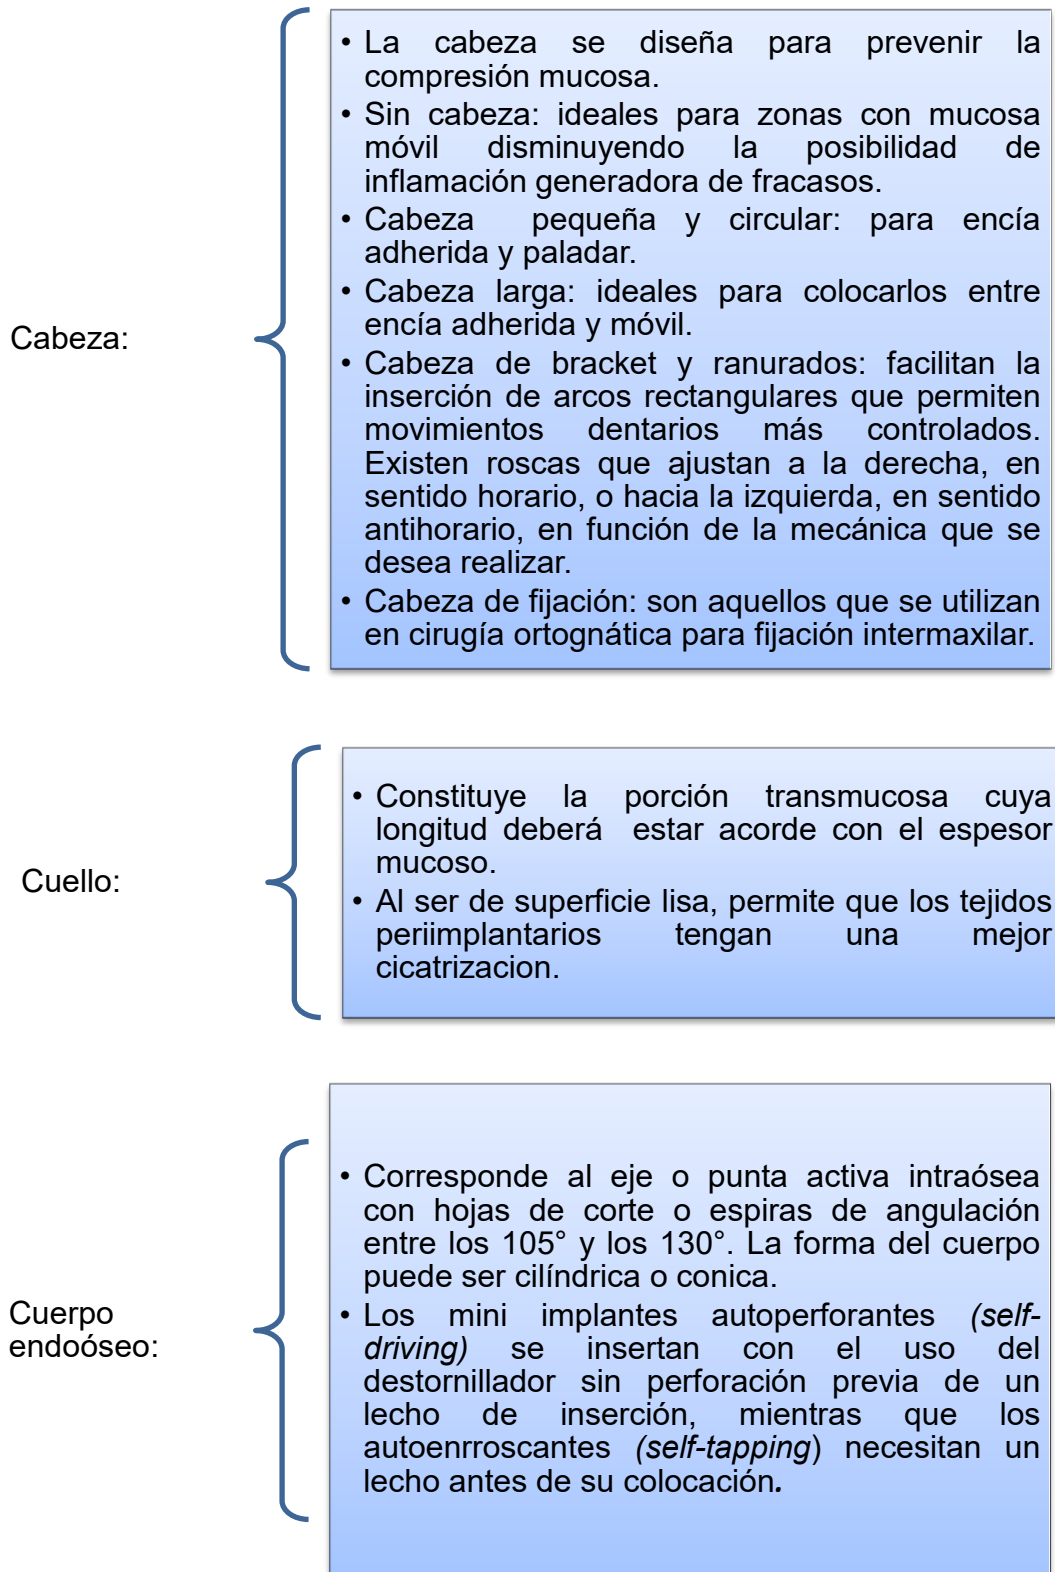 Cabeza:
• La cabeza se diseña para prevenir la
compresión mucosa.
• Sin cabeza: ideales para zonas con mucosa
móvil disminuyendo la posibilidad de
inflamación generadora de fracasos.
• Cabeza pequeña y circular: para encía
adherida y paladar.
• Cabeza larga: ideales para colocarlos entre
encía adherida y móvil.
• Cabeza de bracket y ranurados: facilitan la
inserción de arcos rectangulares que permiten
movimientos dentarios más controlados.
Existen roscas que ajustan a la derecha, en
sentido horario, o hacia la izquierda, en sentido
antihorario, en función de la mecánica que se
desea realizar.
• Cabeza de fijación: son aquellos que se utilizan
en cirugía ortognática para fijación intermaxilar.
Cuello:
• Constituye la porción transmucosa cuya
longitud deberá estar acorde con el espesor
mucoso.
• Al ser de superficie lisa, permite que los tejidos
periimplantarios tengan una mejor
cicatrizacion.
Cuerpo
endoóseo:
• Corresponde al eje o punta activa intraósea
con hojas de corte o espiras de angulación
entre los 105° y los 130°. La forma del cuerpo
puede ser cilíndrica o conica.
• Los mini implantes autoperforantes (self-
driving) se insertan con el uso del
destornillador sin perforación previa de un
lecho de inserción, mientras que los
autoenrroscantes (self-tapping) necesitan un
lecho antes de su colocación.